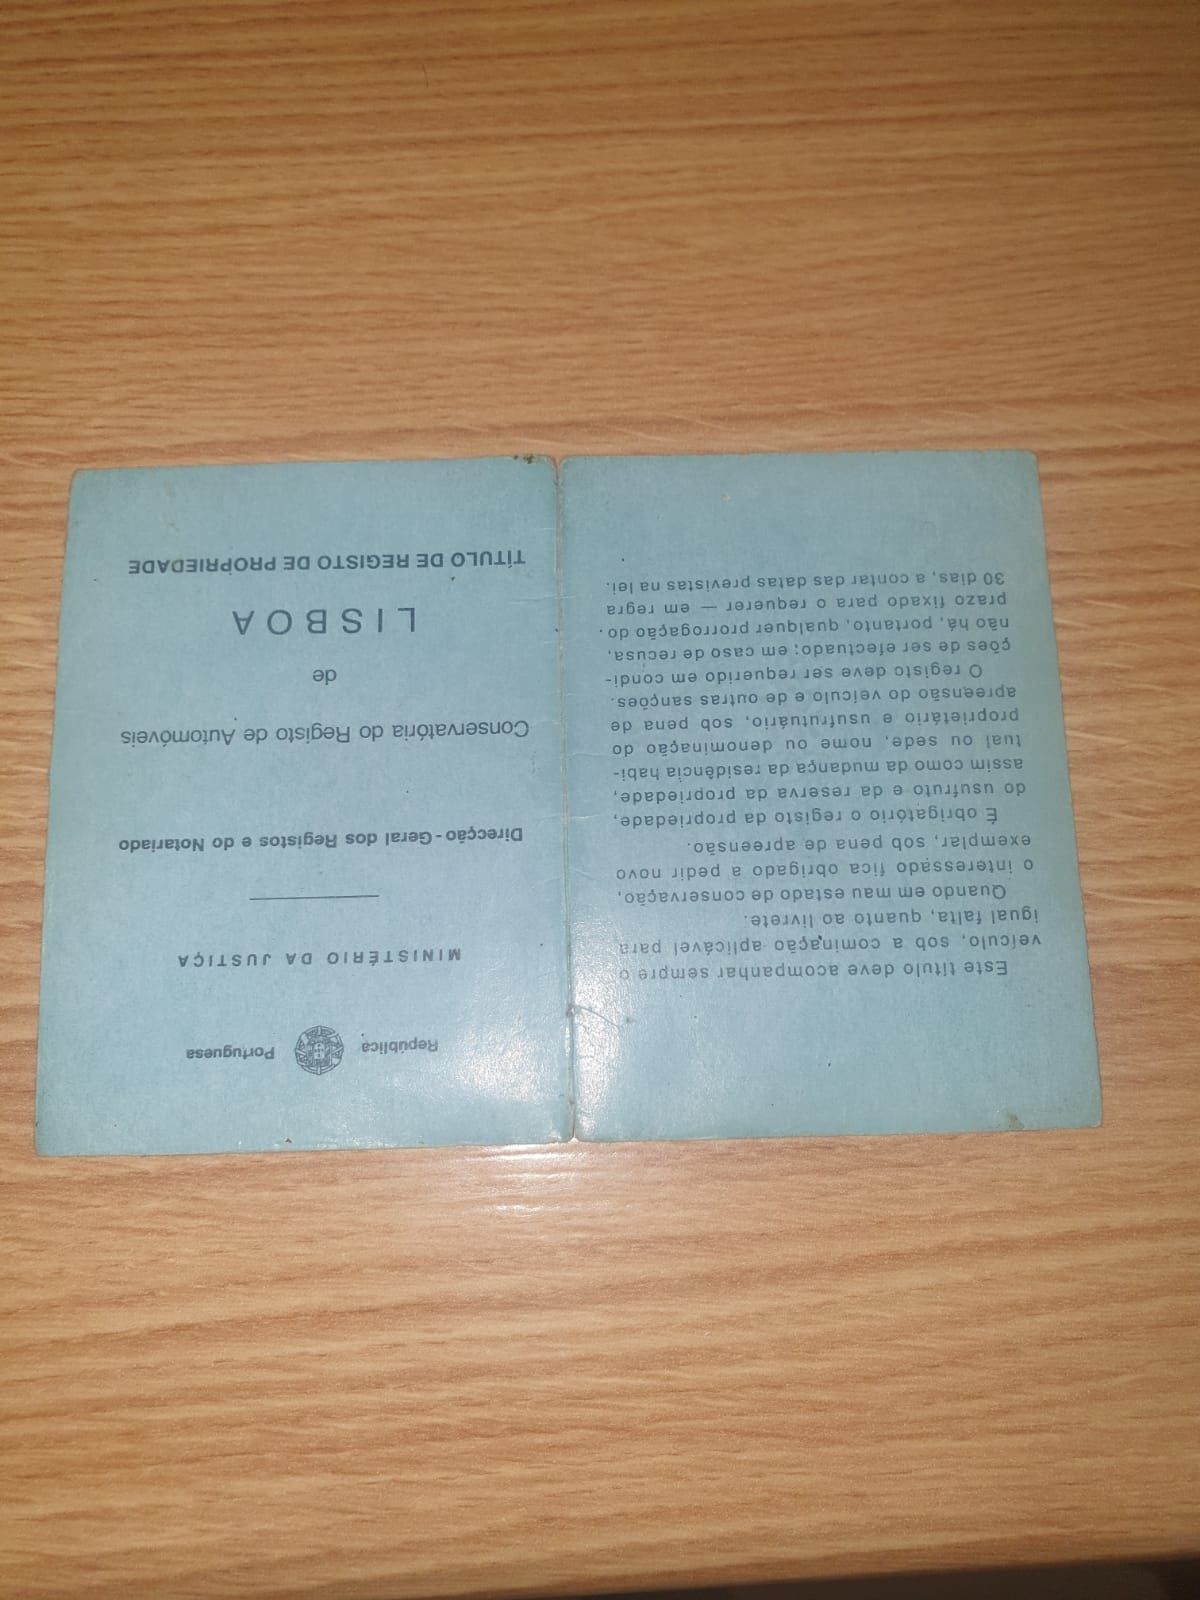 Este título deve acompanhar sempre o
veículo, sob a cominação aplicável para
igual falta, quanto ao livrete.
Quando em mau estado de conservação,
o interessado fica obrigado a pedir novo
exemplar, sob pena de apreensão.
É obrigatório o registo da propriedade,
do usufruto e da reserva da propriedade,
assim como da mudança da residência habi-
tual ou sede, nome ou denominação do
proprietário e usufrutuário, sob pena de
apreensão do veículo e de outras sanções.
O registo deve ser requerido em condi-
ções de ser efectuado; em caso de recusa,
não há, portanto, qualquer prorrogação do
prazo fixado para o requerer — em regra
30 dias, a contar das datas previstas na lei.
República Portuguesa
MINISTÉRIO DA JUSTIÇA
Direcção-Geral dos Registos e do Notariado
Conservatória do Registo de Automóveis
de
LISBOA
TÍTULO DE REGISTO DE PROPRIEDADE